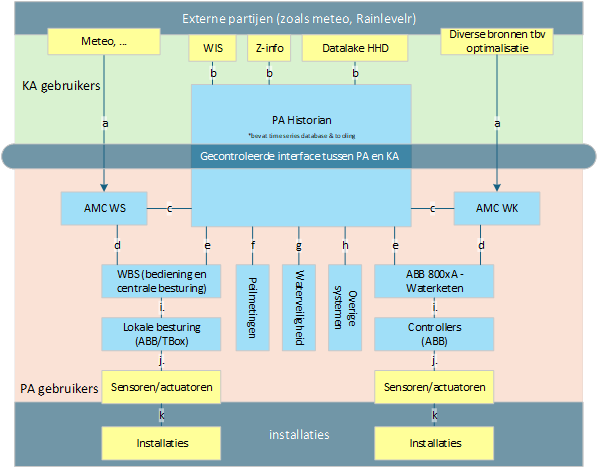 Externe partijen (zoals meteo, Rainlevelr)
Meteo, ...
WIS
Z-info
Datalake HHD
Diverse bronnen tbv
optimalisatie
KA gebruikers
b
b
b
a
a
PA Historian
*bevat time series database & tooling
Gecontroleerde interface tussen PA en KA
AMC WS
c
c
AMC WK
d
e
f
g
h
e
d
WBS (bediening en
centrale besturing)
Peilmetingen
Waterveiligheid
Overige
systemen
ABB 800xA -
Waterketen
i.
i.
Lokale besturing
(ABB/TBox)
Controllers
(ABB)
j.
j.
PA gebruikers
Sensoren/actuatoren
Sensoren/actuatoren
k
k
Installaties
installaties
Installaties